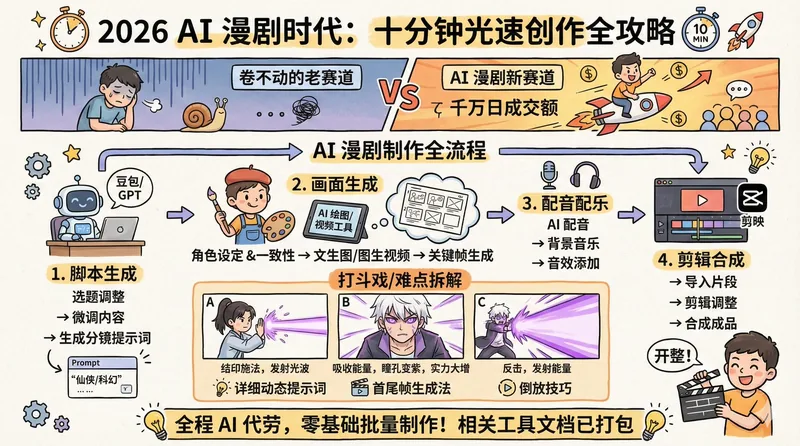 2026 AI 漫剧时代：十分钟光速创作全攻略
10
MIN
卷不动的老赛道
VS
AI 漫剧新赛道
千万日成交额
AI 漫剧制作全流程
豆包/
GPT
1. 脚本生成
选题调整
→ 微调内容
→ 生成分镜提示词
Prompt
“仙侠/科幻”
2. 画面生成
AI 绘图/
视频工具
角色设定 &一致性 → 文生图/图生视频 → 关键帧生成
3. 配音配乐
AI 配音
→ 背景音乐
→ 音效添加
剪映
4. 剪辑合成
→ 导入片段
→ 剪辑调整
→ 合成成品
打斗戏/难点拆解
A
结印施法，发射光波
详细动态提示词
B
吸收能量，瞳孔变紫，实力大增
首尾帧生成法
C
反击，发射能量
倒放技巧
开整！
全程 AI 代劳，零基础批量制作！相关工具文档已打包